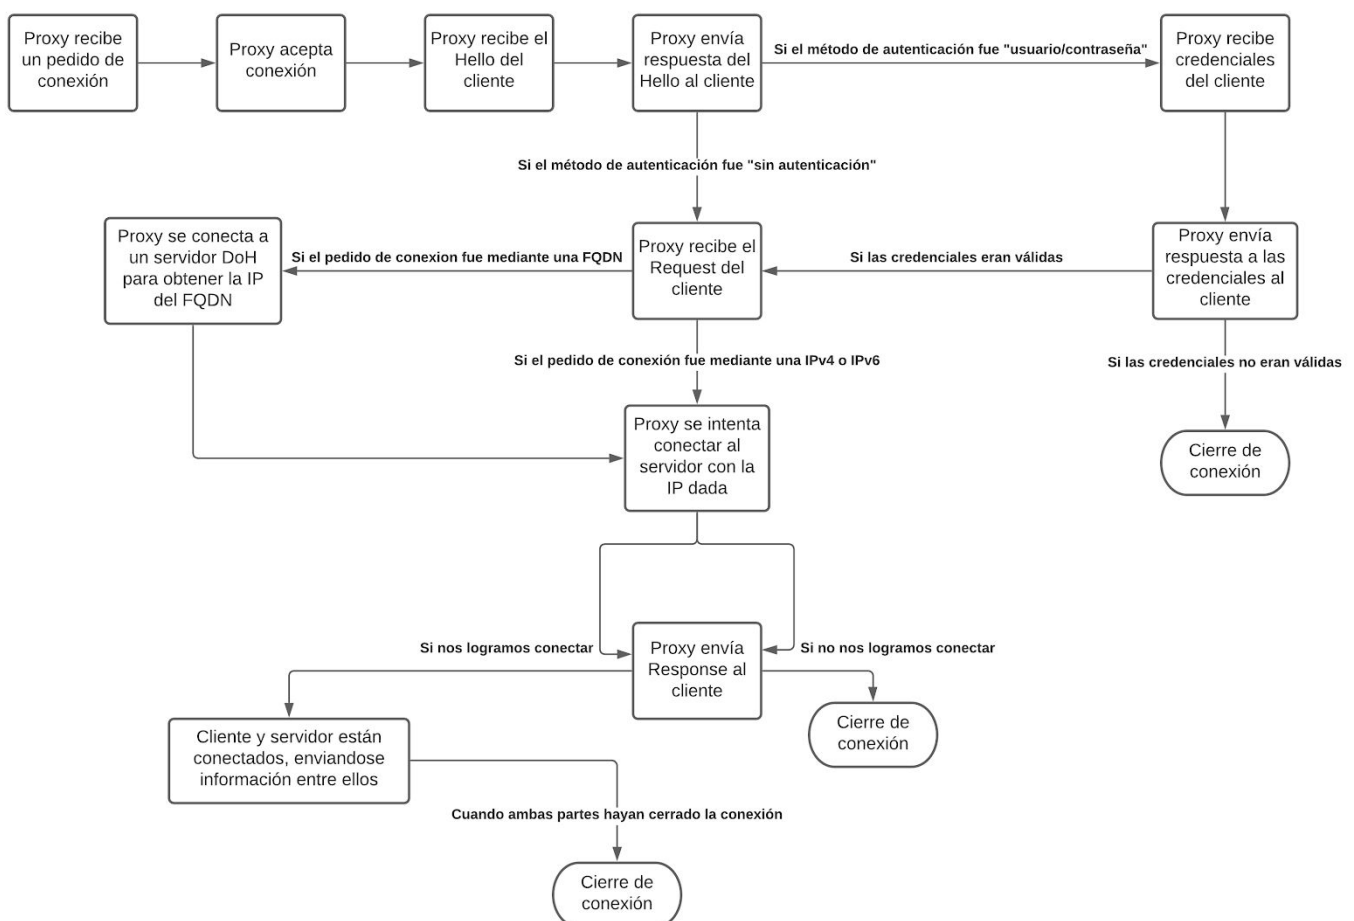 Proxy recibe
un pedido de
conexión
Proxy acepta
conexión
Proxy recibe el
Hello del
cliente
Proxy envía
respuesta del
Hello al cliente
Si el método de autenticación fue "usuario/contraseña"
Proxy recibe
credenciales
del cliente
Si el método de autenticación fue "sin autenticación"
Proxy se conecta a
un servidor DoH
para obtener la IP
del FQDN
Si el pedido de conexion fue mediante una FQDN
Proxy recibe el
Request del
cliente
Si las credenciales eran válidas
Proxy envía
respuesta a las
credenciales al
cliente
Si el pedido de conexión fue mediante una IPv4 o IPv6
Si las credenciales no eran válidas
Proxy se intenta
conectar al
servidor con la
IP dada
Cierre de
conexión
Si nos logramos conectar
Proxy envía
Response al
cliente
Si no nos logramos conectar
Cliente y servidor están
conectados, enviandose
información entre ellos
Cierre de
conexión
Cuando ambas partes hayan cerrado la conexión
Cierre de
conexión